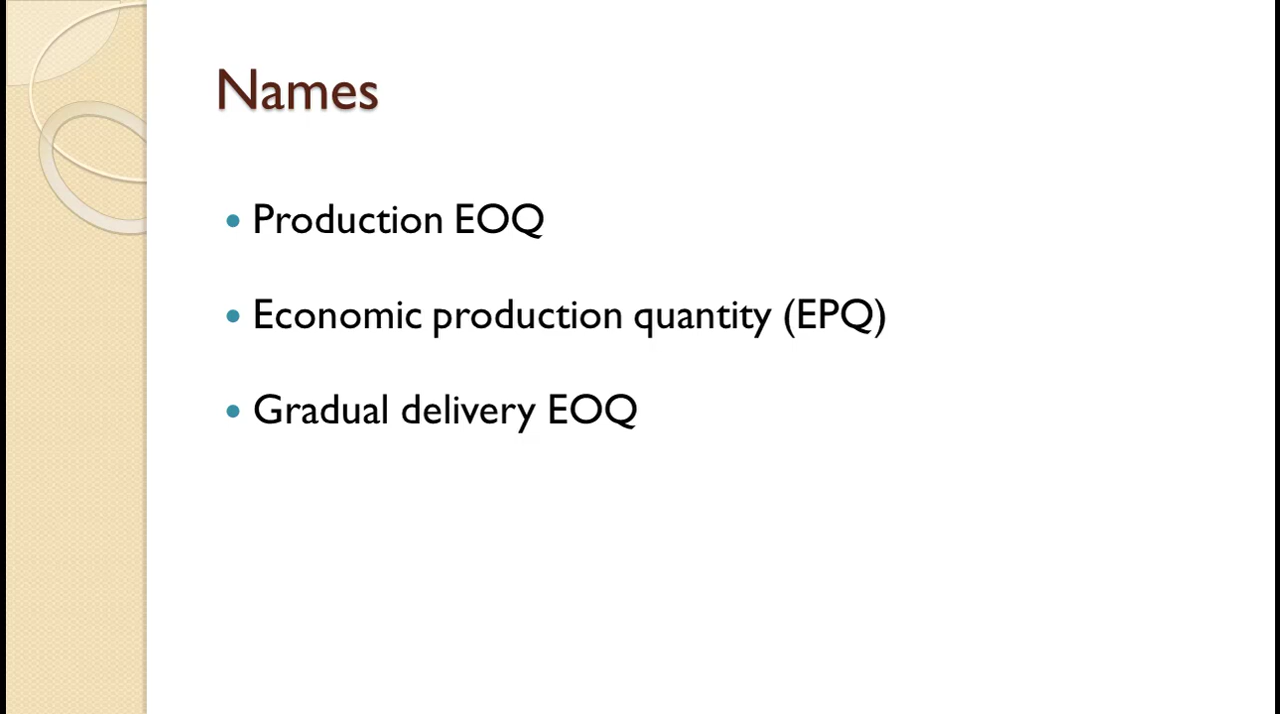 Names
• Production EOQ
• Economic production quantity (EPQ)
• Gradual delivery EOQ